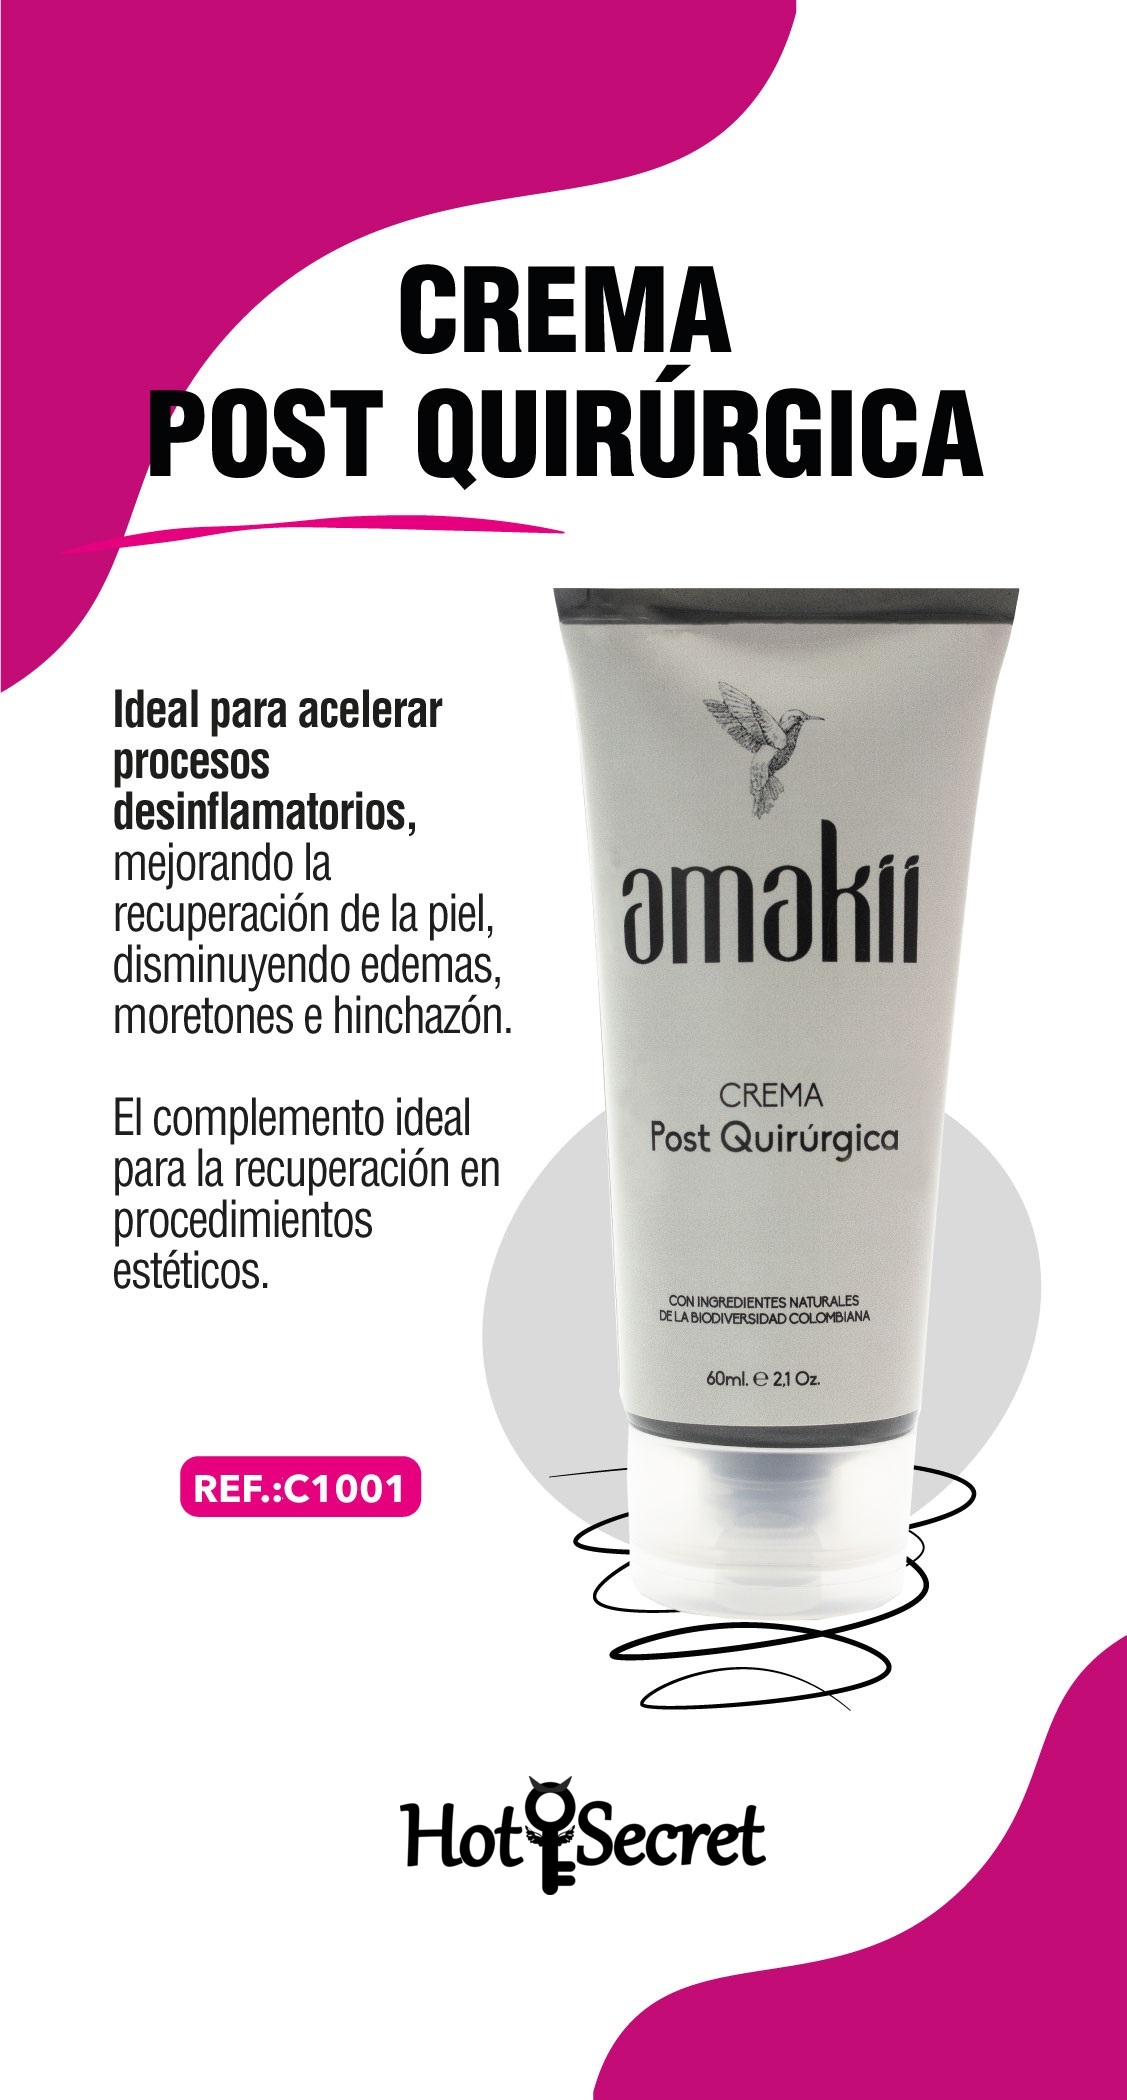 CREMA
POST QUIRÚRGICA
Ideal para acelerar
procesos
desinflamatorios,
mejorando la
recuperación de la piel,
disminuyendo edemas,
moretones e hinchazón.
El complemento ideal
para la recuperación en
procedimientos
estéticos.
REF.:C1001
amakii
CREMA
Post Quirúrgica
CON INGREDIENTES NATURALES
DE LA BIODIVERSIDAD COLOMBIANA
60ml. ℮ 2,1 Oz.
Hot Secret